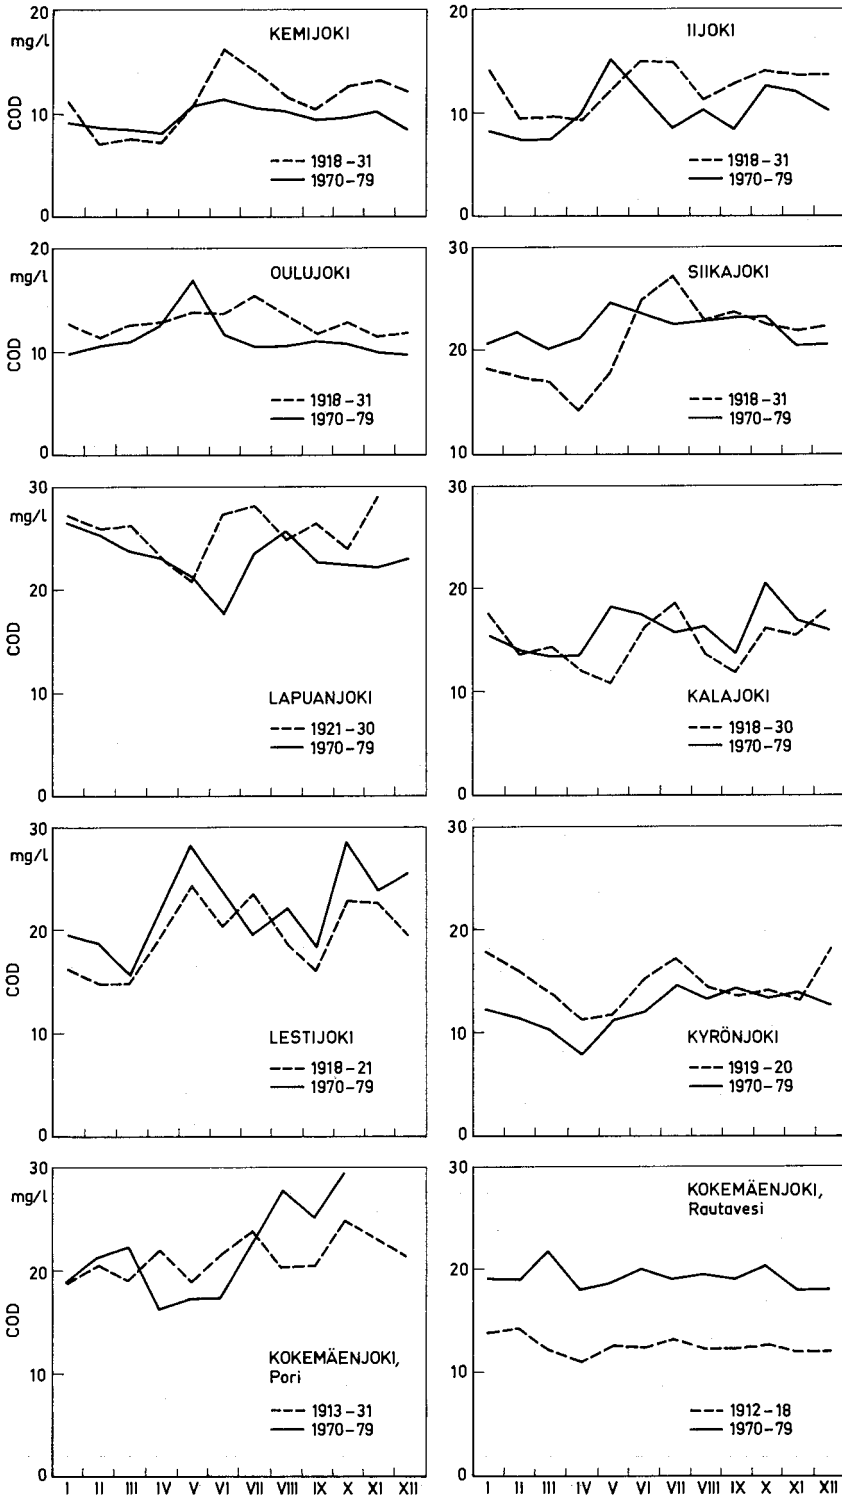 20
mg/l
COD
10
0
KEMIJOKI
1918–31
1970–79
20
10
0
IIJOKI
1918–31
1970–79
20
mg/l
10
0
OULUJOKI
1918–31
1970–79
30
20
10
SIIKAJOKI
1918–31
1970–79
30
mg/l
20
COD
10
0
LAPUANJOKI
1921–30
1970–79
30
20
10
0
KALAJOKI
1918–30
1970–79
30
mg/l
20
COD
10
0
LESTIJOKI
1918–21
1970–79
30
20
10
0
KYRÖNJOKI
1919–20
1970–79
30
mg/l
20
COD
10
0
KOKEMÄENJOKI,
Pori
1913–31
1970–79
I II III IV V VI VII VIII IX X XI XII
30
20
10
0
KOKEMÄENJOKI,
Rautavesi
1912–18
1970–79
I II III IV V VI VII VIII IX X XI XII